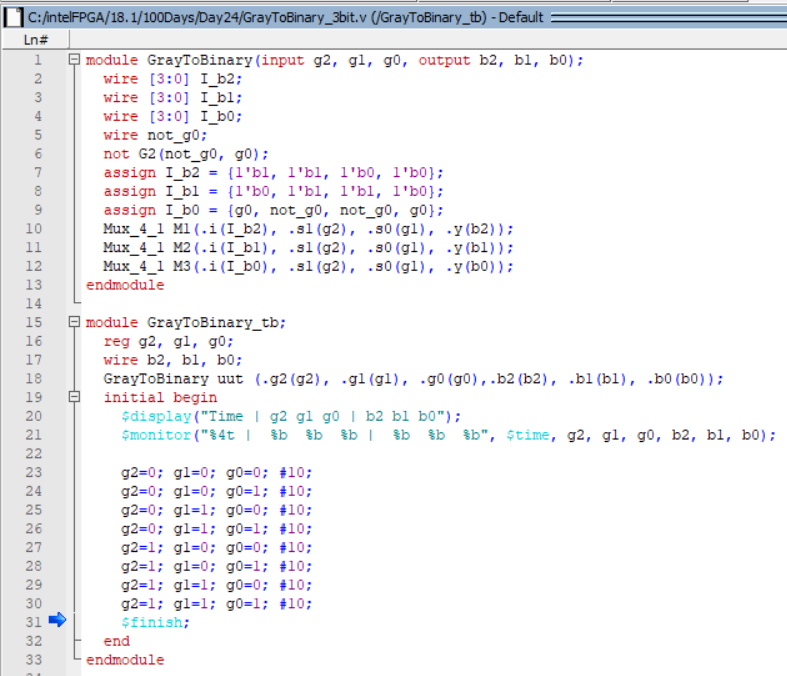 C:/intelFPGA/18.1/100Days/Day24/GrayToBinary_3bit.v (/GrayToBinary_tb) - Default
Ln#
1 module GrayToBinary(input g2, g1, g0, output b2, b1, b0);
2 wire [3:0] I_b2;
3 wire [3:0] I_b1;
4 wire [3:0] I_b0;
5 wire not_g0;
6 not G2(not_g0, g0);
7 assign I_b2 = {1'b1, 1'b1, 1'b0, 1'b0};
8 assign I_b1 = {1'b0, 1'b1, 1'b1, 1'b0};
9 assign I_b0 = {g0, not_g0, not_g0, g0};
10 Mux_4_1 M1(.i(I_b2), .s1(g2), .s0(g1), .y(b2));
11 Mux_4_1 M2(.i(I_b1), .s1(g2), .s0(g1), .y(b1));
12 Mux_4_1 M3(.i(I_b0), .s1(g2), .s0(g1), .y(b0));
13 endmodule
14
15 module GrayToBinary_tb;
16 reg g2, g1, g0;
17 wire b2, b1, b0;
18 GrayToBinary uut (.g2(g2), .g1(g1), .g0(g0),.b2(b2), .b1(b1), .b0(b0));
19 initial begin
20 $display("Time | g2 g1 g0 | b2 b1 b0");
21 $monitor("%4t |  %b  %b  %b |  %b  %b  %b", $time, g2, g1, g0, b2, b1, b0);
22
23 g2=0; g1=0; g0=0; #10;
24 g2=0; g1=0; g0=1; #10;
25 g2=0; g1=1; g0=0; #10;
26 g2=0; g1=1; g0=1; #10;
27 g2=1; g1=0; g0=0; #10;
28 g2=1; g1=0; g0=1; #10;
29 g2=1; g1=1; g0=0; #10;
30 g2=1; g1=1; g0=1; #10;
31 $finish;
32 end
33 endmodule